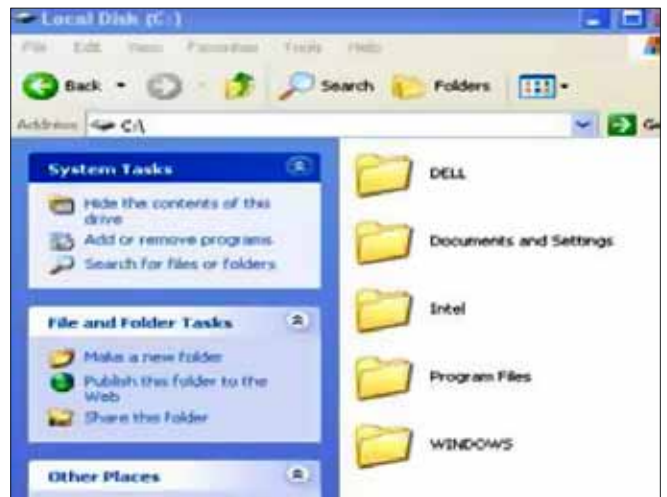 Local Disk (C:)
File Edit View Favorites Tools Help
Back Search Folders
Address C:\ Go
System Tasks
Hide the contents of this
drive
Add or remove programs
Search for files or folders
File and Folder Tasks
Make a new folder
Publish this folder to the
Web
Share this folder
Other Places
DELL
Documents and Settings
Intel
Program Files
WINDOWS